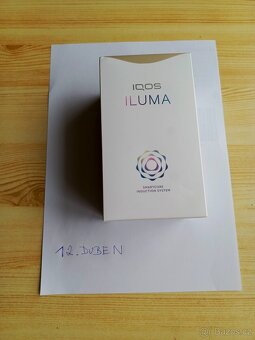 IQOS
ILUMA
SMARTCORE
INDUCTION SYSTEM
12. DUBEN